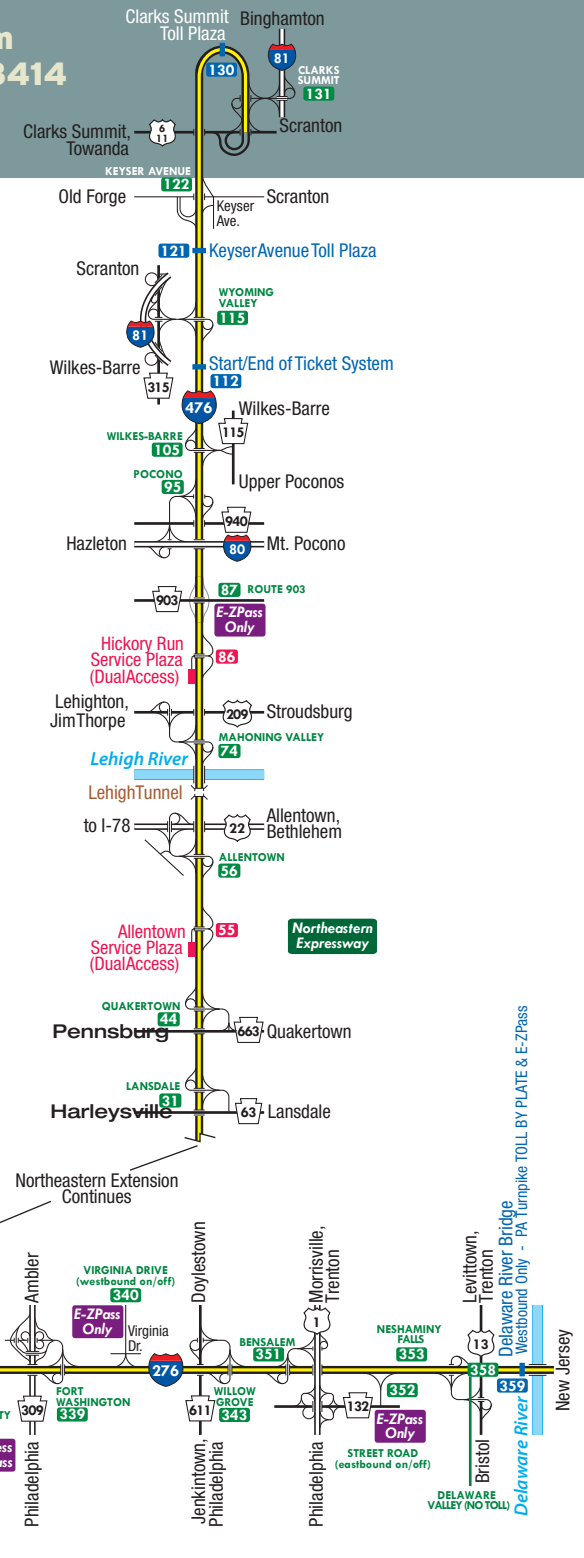 m
3414
Clarks Summit
Toll Plaza
130
Binghamton
81
CLARKS
SUMMIT
131
Clarks Summit,
Towanda
6
11
Scranton
KEYSER AVENUE
122
Old Forge
Keyser
Ave.
Scranton
121
Keyser Avenue Toll Plaza
Scranton
WYOMING
VALLEY
115
81
Wilkes-Barre
315
Start/End of Ticket System
112
476
Wilkes-Barre
115
WILKES-BARRE
105
POCONO
95
Upper Poconos
940
Hazleton
80
Mt. Pocono
87 ROUTE 903
903
E-ZPass
Only
Hickory Run
Service Plaza
(DualAccess)
86
Lehighton,
JimThorpe
209
Stroudsburg
MAHONING VALLEY
74
Lehigh River
LehighTunnel
to I-78
22
Allentown,
Bethlehem
ALLENTOWN
56
Allentown
Service Plaza
(DualAccess)
55
Northeastern
Expressway
QUAKERTOWN
44
Pennsburg
663
Quakertown
LANSDALE
31
Harleysville
63
Lansdale
Northeastern Extension
Continues
Ambler
VIRGINIA DRIVE
(westbound on/off)
340
E-ZPass
Only
Virginia
Dr.
Doylestown
Morrisville,
Trenton
1
BENSALEM
351
NESHAMINY
FALLS
353
Levittown,
Trenton
13
Delaware River Bridge
Westbound Only - PA Turnpike TOLL BY PLATE & E-ZPass
276
358
359
New Jersey
TY
309
FORT
WASHINGTON
339
611
WILLOW
GROVE
343
132
352
E-ZPass
Only
STREET ROAD
(eastbound on/off)
ess
ass
Philadelphia
Jenkintown,
Philadelphia
Philadelphia
Bristol
DELAWARE
VALLEY (NO TOLL)
Delaware River